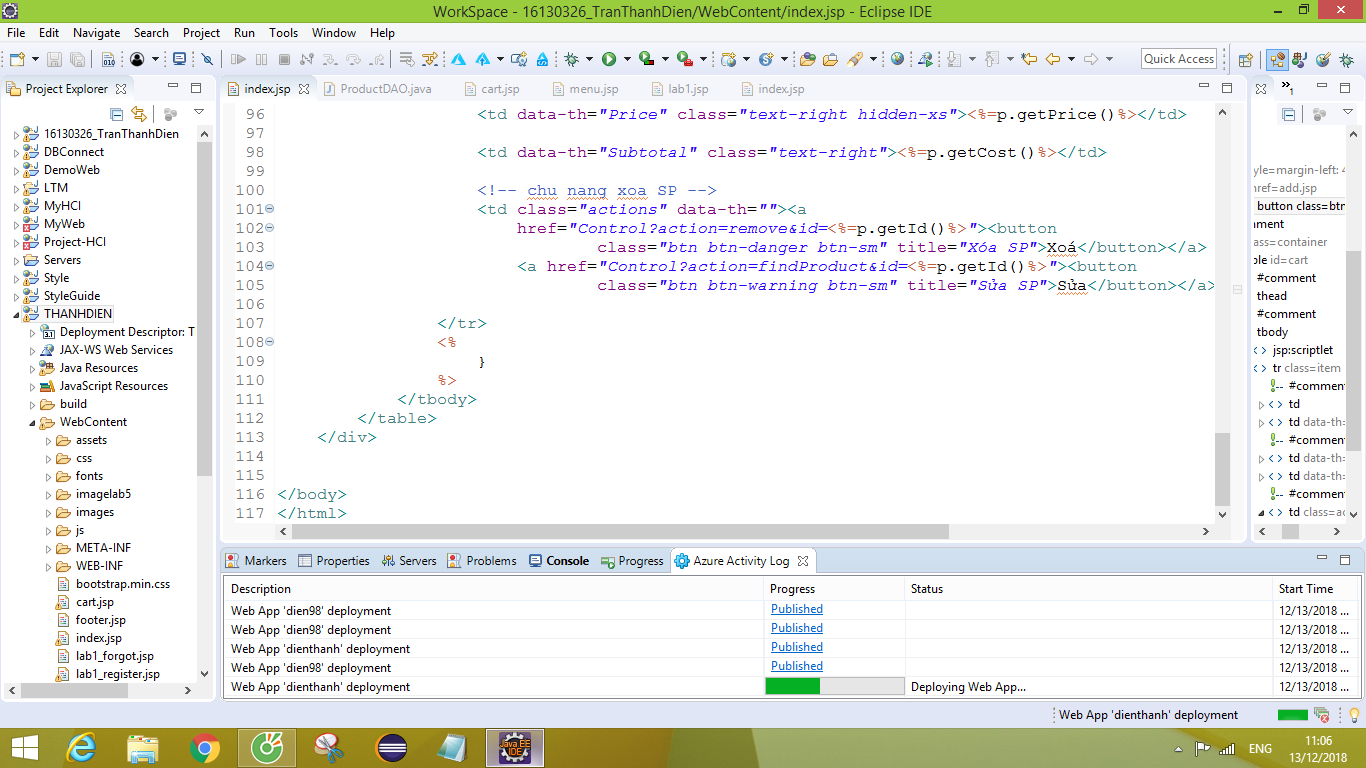 WorkSpace - 16130326_TranThanhDien/WebContent/index.jsp - Eclipse IDE
File Edit Navigate Search Project Run Tools Window Help
Quick Access
Project Explorer
16130326_TranThanhDien
DBConnect
DemoWeb
LTM
MyHCI
MyWeb
Project-HCI
Servers
Style
StyleGuide
THANHDIEN
Deployment Descriptor: T
JAX-WS Web Services
Java Resources
JavaScript Resources
build
WebContent
assets
css
fonts
imagelab5
images
js
META-INF
WEB-INF
bootstrap.min.css
cart.jsp
footer.jsp
index.jsp
lab1_forgot.jsp
lab1_register.jsp
index.jsp ProductDAO.java cart.jsp menu.jsp lab1.jsp index.jsp
96 <td data-th="Price" class="text-right hidden-xs"><%=p.getPrice()%></td>
97
98 <td data-th="Subtotal" class="text-right"><%=p.getCost()%></td>
99
100 <!-- chu nang xoa SP -->
101 <td class="actions" data-th=""><a
102 href="Control?action=remove&id=<%=p.getId()%>"><button
103 class="btn btn-danger btn-sm" title="Xóa SP">Xoá</button></a>
104 <a href="Control?action=findProduct&id=<%=p.getId()%>"><button
105 class="btn btn-warning btn-sm" title="Sửa SP">Sửa</button></a>
106
107 </tr>
108 <%
109 }
110 %>
111 </tbody>
112 </table>
113 </div>
114
115
116 </body>
117 </html>
1
yle=margin-left: 4
href=add.jsp
button class=btn
ment
ass=container
ble id=cart
#comment
thead
#comment
tbody
jsp:scriptlet
tr class=item
#comment
td
td data-th=
#comment
td data-th=
td data-th=
#comment
td class=ac
Markers Properties Servers Problems Console Progress Azure Activity Log
Description Progress Status Start Time
Web App 'dien98' deployment Published 12/13/2018 ...
Web App 'dien98' deployment Published 12/13/2018 ...
Web App 'dienthanh' deployment Published 12/13/2018 ...
Web App 'dien98' deployment Published 12/13/2018 ...
Web App 'dienthanh' deployment Deploying Web App... 12/13/2018 ...
Web App 'dienthanh' deployment
Java EE
IDE
ENG
11:06
13/12/2018